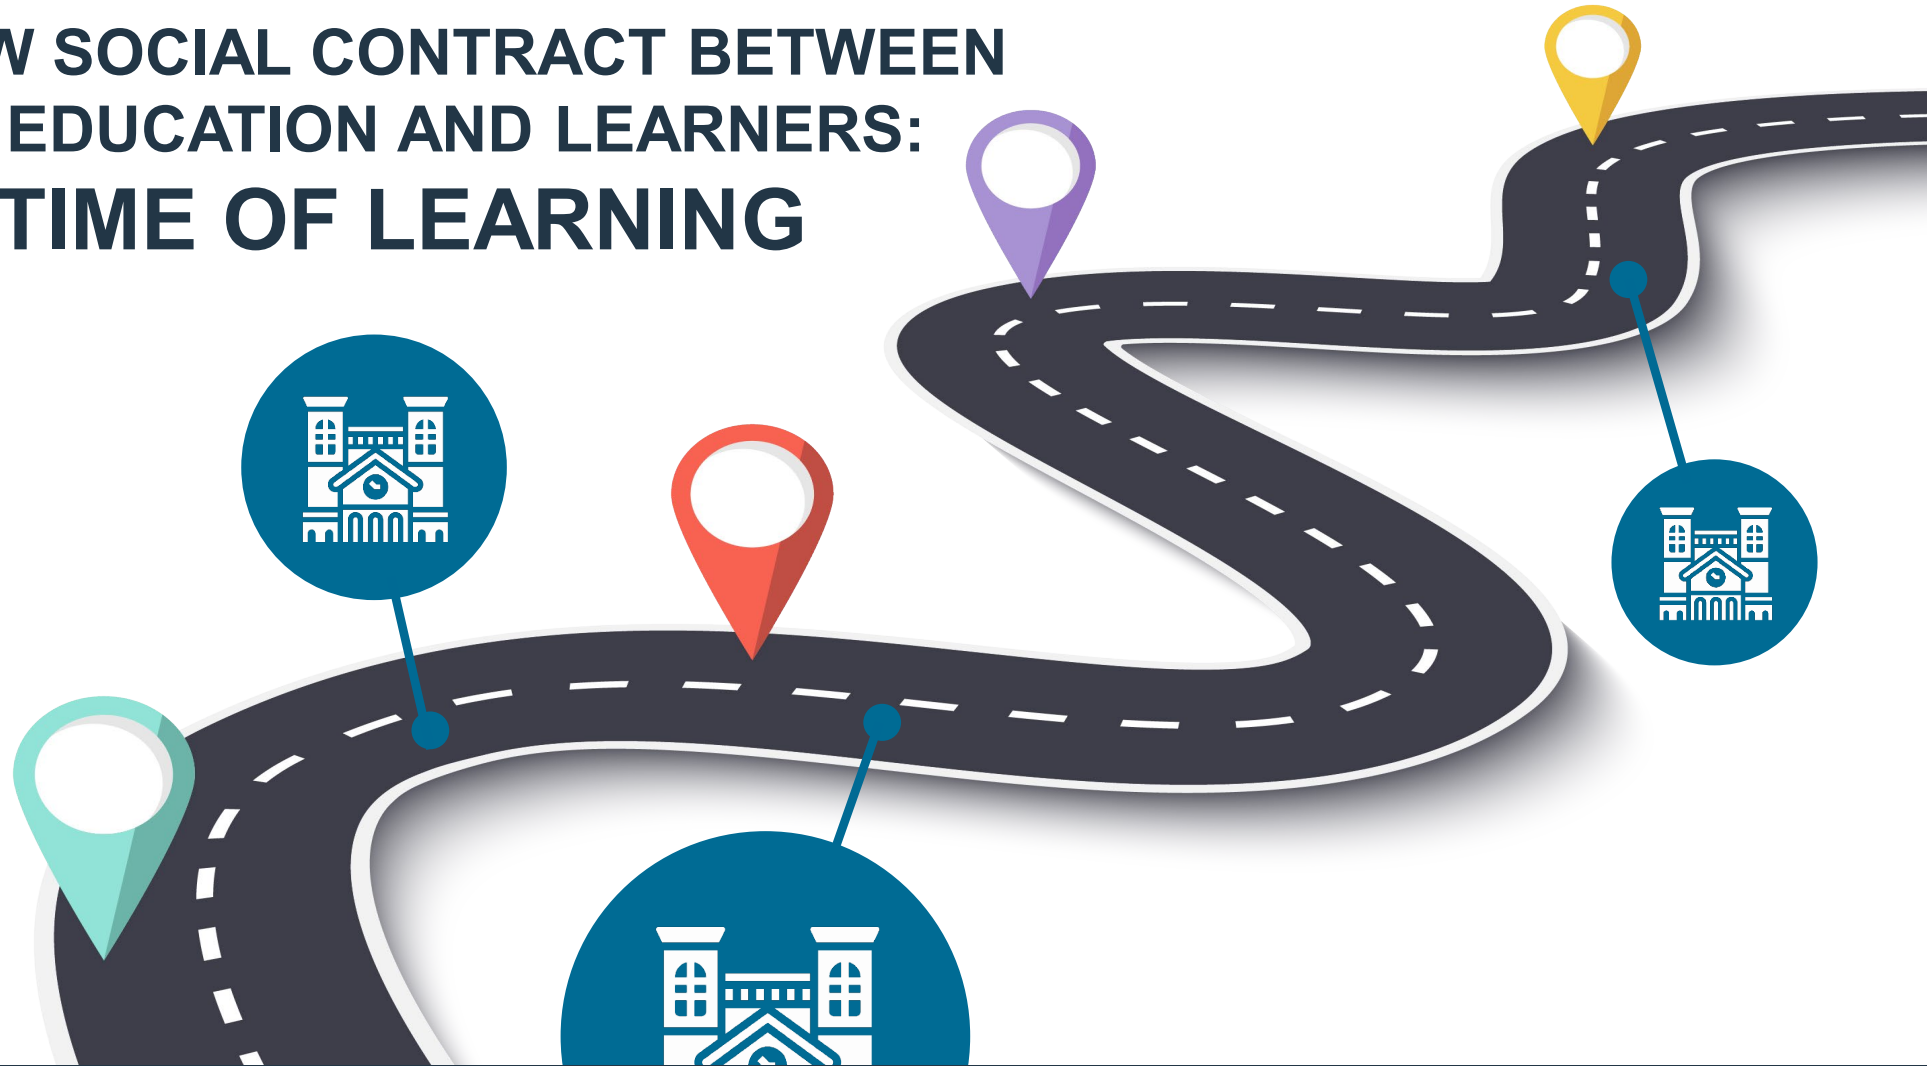 W SOCIAL CONTRACT BETWEEN
EDUCATION AND LEARNERS:
TIME OF LEARNING